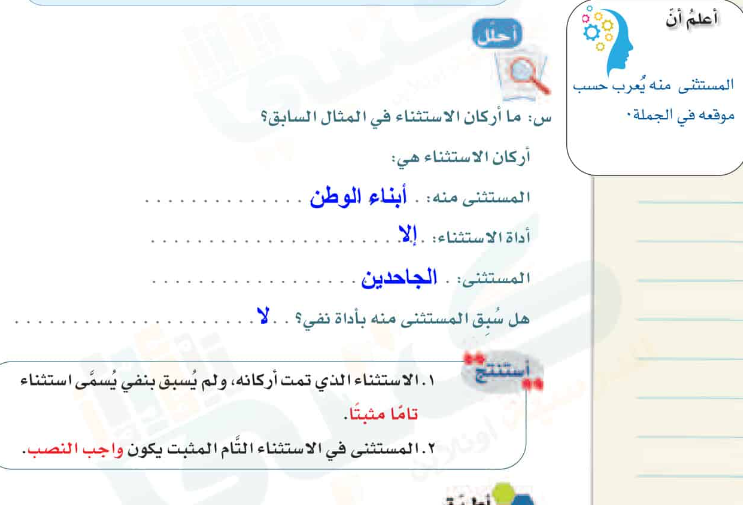 أعلمُ أنّ
المستثنى منه يُعرب حسب
موقعه في الجملة.
أحلّل
س: ما أركان الاستثناء في المثال السابق؟
أركان الاستثناء هي:
المستثنى منه: . أبناء الوطن . . . . . . . . . . . . . .
أداة الاستثناء: . إلا . . . . . . . . . . . . . . . . . . . . .
المستثنى: . الجاحدين . . . . . . . . . . . . . . . . . .
هل سُبِق المستثنى منه بأداة نفي؟ . . لا . . . . . . . . . . . . . . . . . . . . . .
أستنتج
١. الاستثناء الذي تمت أركانه، ولم يُسبق بنفي يُسمَّى استثناء
تامًا مثبتًا.
٢. المستثنى في الاستثناء التَّام المثبت يكون واجب النصب.